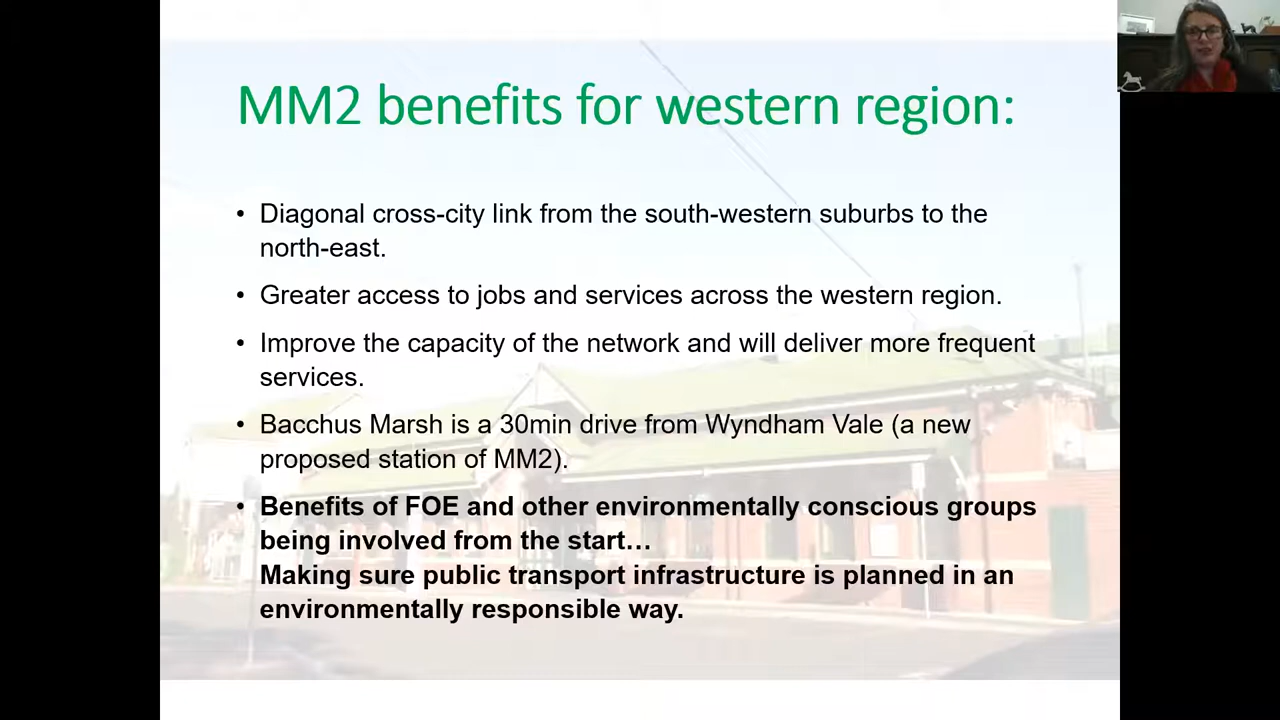 MM2 benefits for western region:
• Diagonal cross-city link from the south-western suburbs to the
north-east.
• Greater access to jobs and services across the western region.
• Improve the capacity of the network and will deliver more frequent
services.
• Bacchus Marsh is a 30min drive from Wyndham Vale (a new
proposed station of MM2).
• Benefits of FOE and other environmentally conscious groups
being involved from the start…
Making sure public transport infrastructure is planned in an
environmentally responsible way.